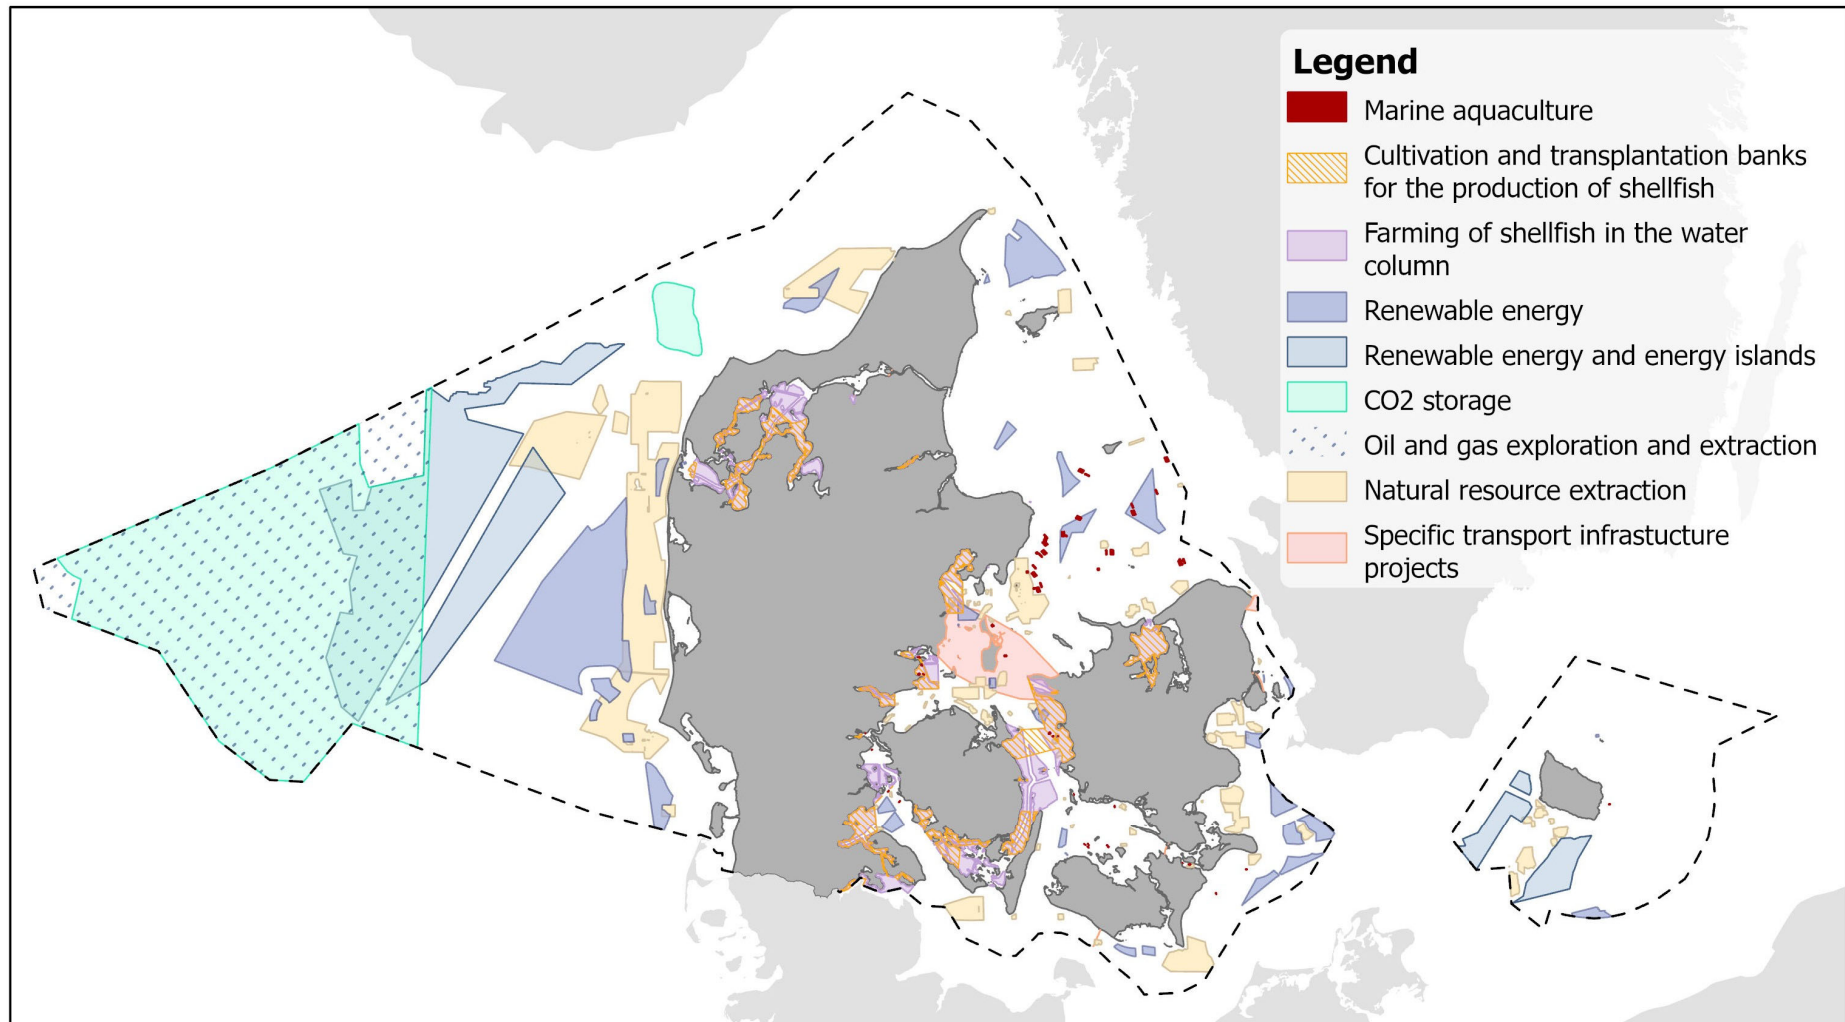 Legend
Marine aquaculture
Cultivation and transplantation banks
for the production of shellfish
Farming of shellfish in the water
column
Renewable energy
Renewable energy and energy islands
CO2 storage
Oil and gas exploration and extraction
Natural resource extraction
Specific transport infrastucture
projects